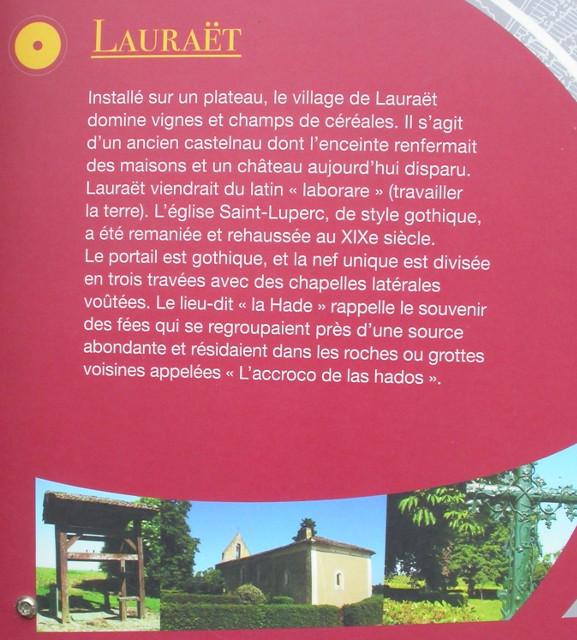 LAURAËT
Installé sur un plateau, le village de Lauraët
domine vignes et champs de céréales. Il s’agit
d’un ancien castelnau dont l’enceinte renfermait
des maisons et un château aujourd’hui disparu.
Lauraët viendrait du latin « laborare » (travailler
la terre). L’église Saint-Luperc, de style gothique,
a été remaniée et rehaussée au XIXe siècle.
Le portail est gothique, et la nef unique est divisée
en trois travées avec des chapelles latérales
voûtées. Le lieu-dit « la Hade » rappelle le souvenir
des fées qui se regroupaient près d’une source
abondante et résidaient dans les roches ou grottes
voisines appelées « L’accroco de las hados ».